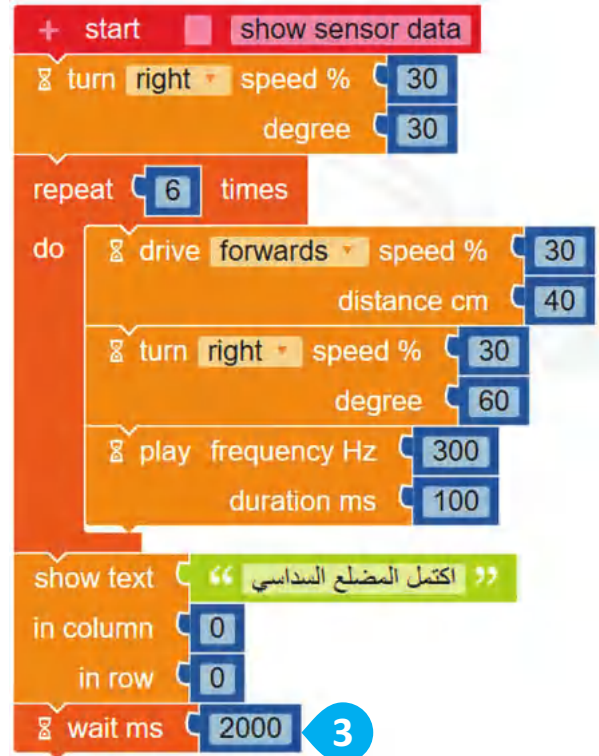 + start show sensor data
turn right speed % 30
degree 30
repeat 6 times
do drive forwards speed % 30
distance cm 40
turn right speed % 30
degree 60
play frequency Hz 300
duration ms 100
show text “ اكتمل المضلع السداسي ”
in column 0
in row 0
wait ms 2000 3